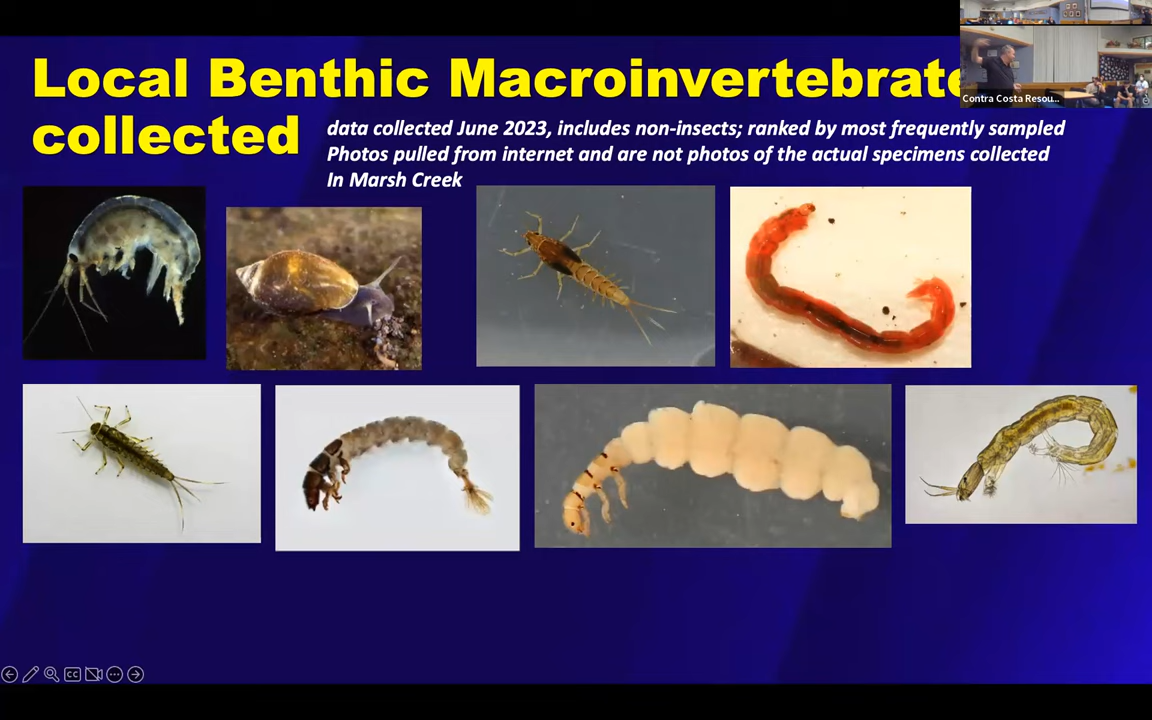 Local Benthic Macroinvertebrate
collected
data collected June 2023, includes non-insects; ranked by most frequently sampled
Photos pulled from internet and are not photos of the actual specimens collected
In Marsh Creek
Contra Costa Resou...
CC